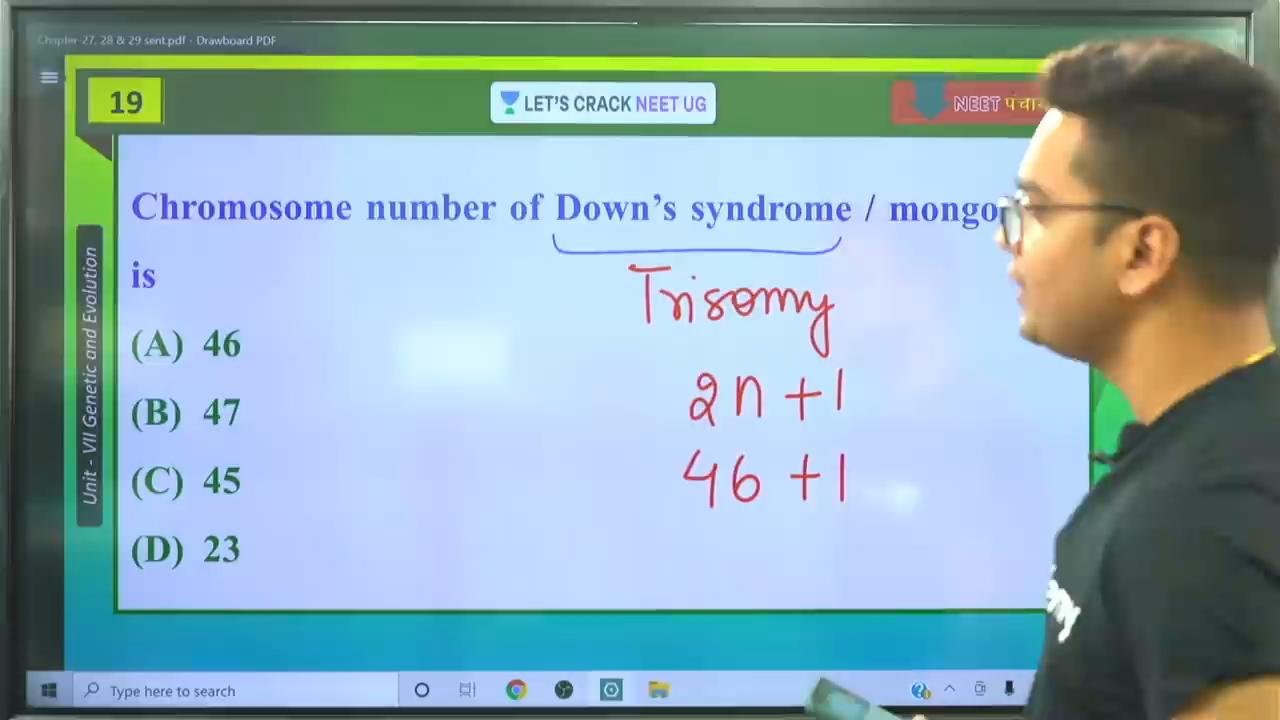 Chapter 27, 28 & 29 sent.pdf - Drawboard PDF
19
LET'S CRACK NEET UG
NEET
Chromosome number of Down's syndrome /
is
Trisomy
(A) 46
2n +1
(B) 47
46 +1
(C) 45
(D) 23
Unit - VII Genetic and Evolution
Type here to search